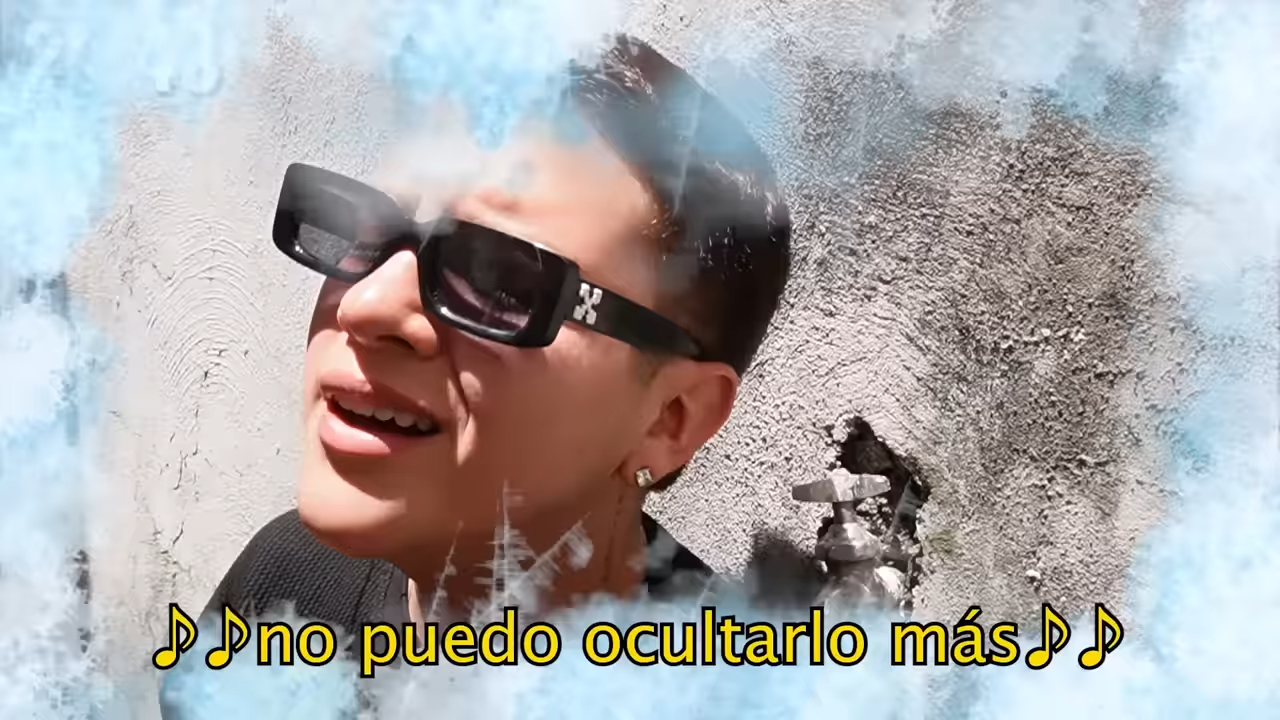 ♪♪no puedo ocultarlo más♪♪